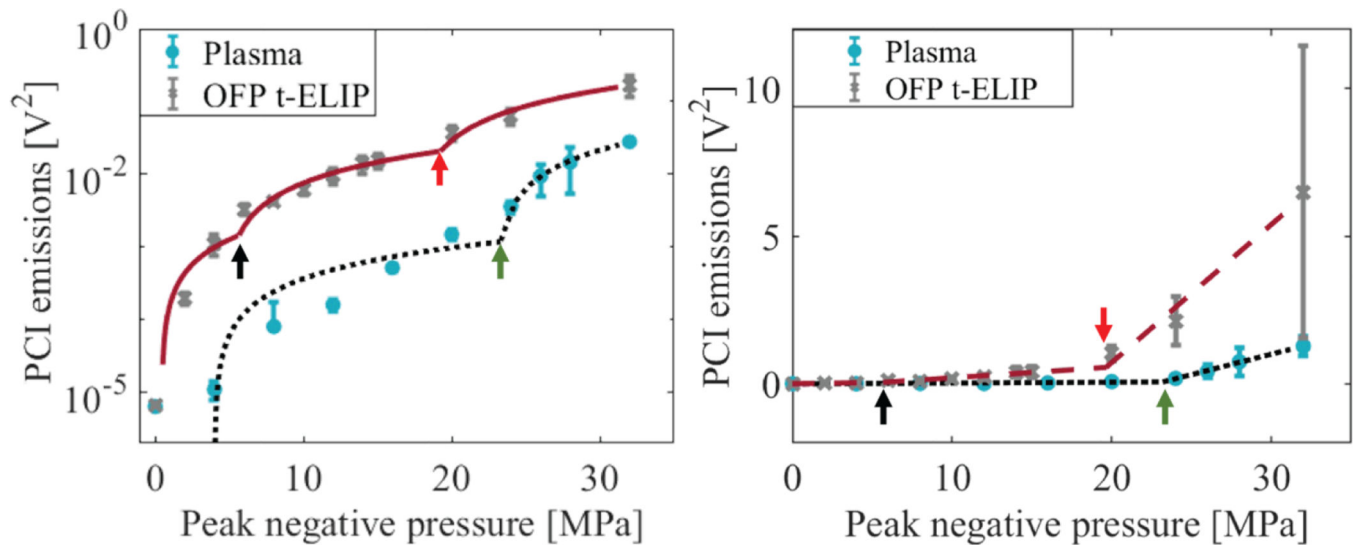 10^0
10^-2
10^-5
PCI emissions [V^2]
Plasma
OFP t-ELIP
0 10 20 30
Peak negative pressure [MPa]
10
5
0
PCI emissions [V^2]
Plasma
OFP t-ELIP
0 10 20 30
Peak negative pressure [MPa]